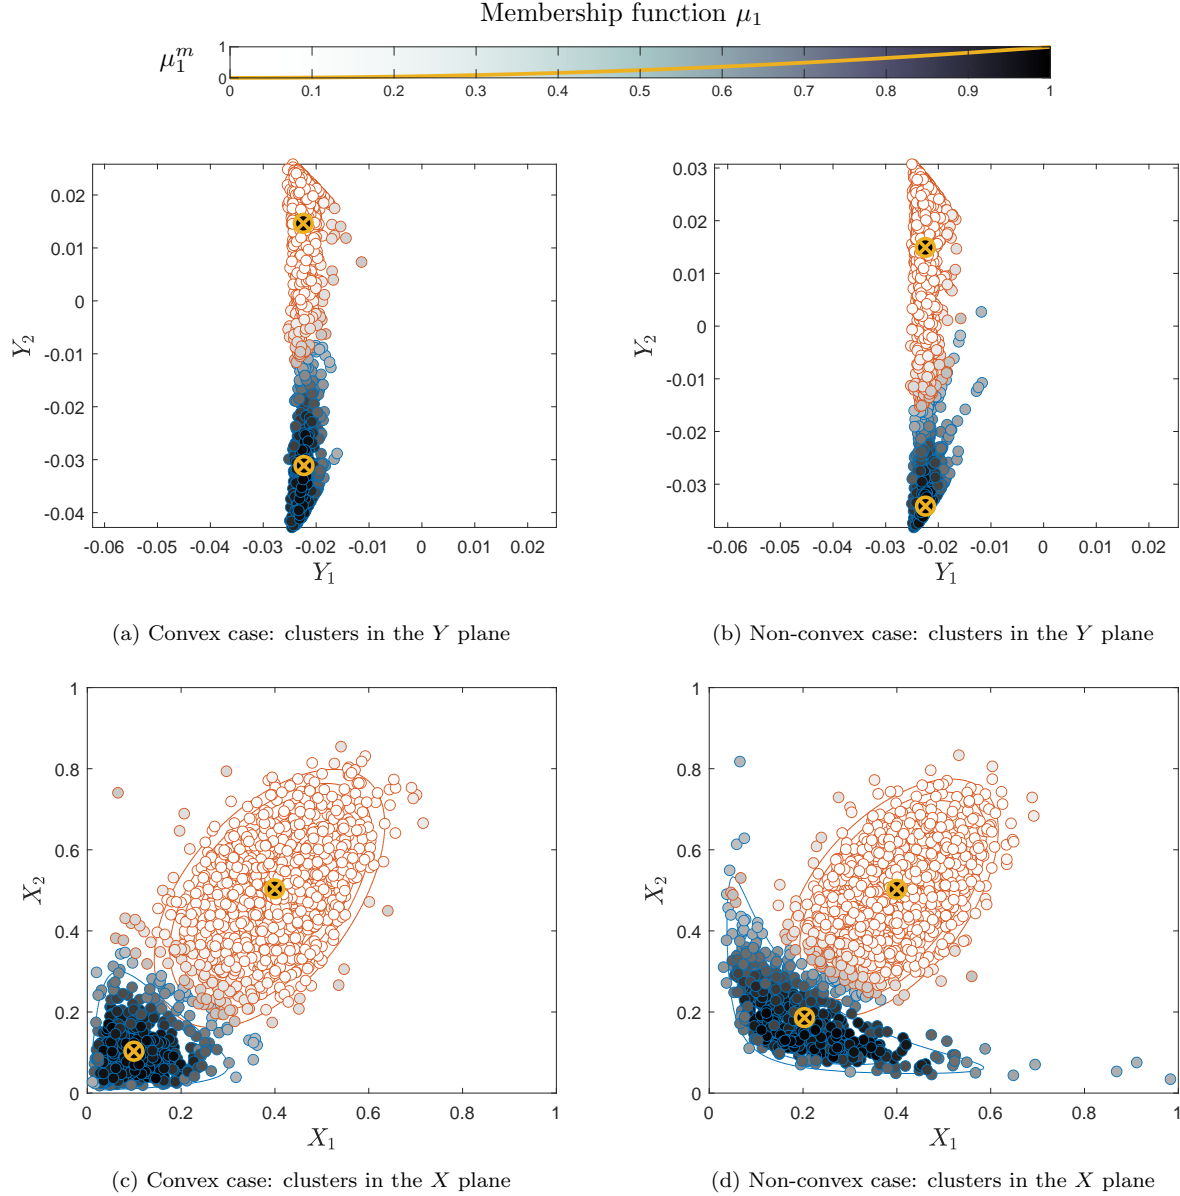 Membership function μ₁
μ₁ᵐ
1
0
0 0.1 0.2 0.3 0.4 0.5 0.6 0.7 0.8 0.9 1
0.02
0.01
0
-0.01
-0.02
-0.03
-0.04
Y₂
-0.06 -0.05 -0.04 -0.03 -0.02 -0.01 0 0.01 0.02
Y₁
(a) Convex case: clusters in the Y plane
0.03
0.02
0.01
0
-0.01
-0.02
-0.03
Y₂
-0.06 -0.05 -0.04 -0.03 -0.02 -0.01 0 0.01 0.02
Y₁
(b) Non-convex case: clusters in the Y plane
1
0.8
0.6
0.4
0.2
0
X₂
0 0.2 0.4 0.6 0.8 1
X₁
(c) Convex case: clusters in the X plane
1
0.8
0.6
0.4
0.2
0
X₂
0 0.2 0.4 0.6 0.8 1
X₁
(d) Non-convex case: clusters in the X plane